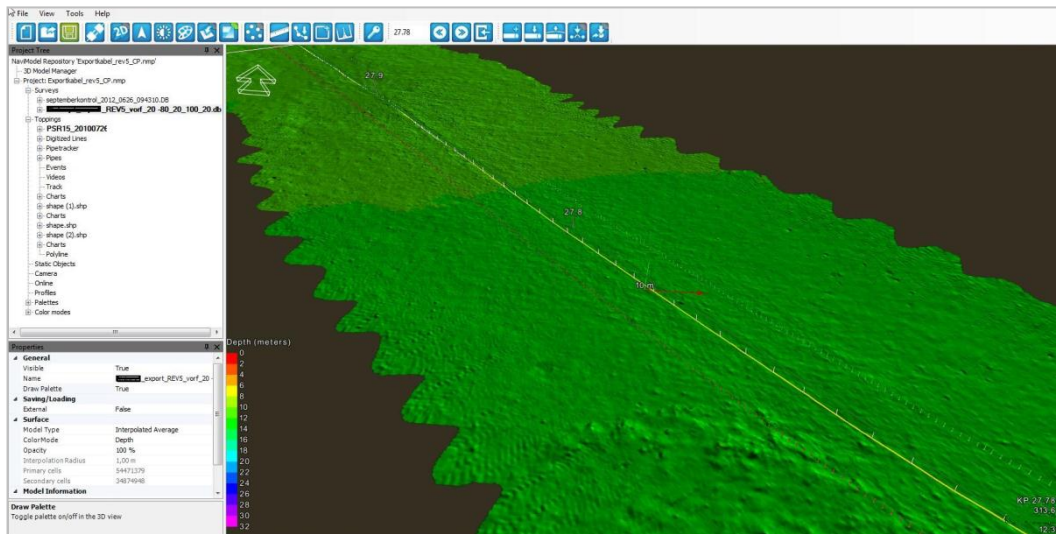 File View Tools Help
2D 27.78
Project Tree
NaviModel Repository 'Exportkabel_rev5_CP.nmp'
3D Model Manager
Project: Exportkabel_rev5_CP.nmp
Surveys
septemberkontrol_2012_0626_094310.DB
_REV5_vorf_20 -80_20_100_20.db
Toppings
PSR15_2010072
Digitized Lines
Pipetracker
Pipes
Events
Videos
Track
Charts
shape (1).shp
Charts
shape.shp
shape (2).shp
Charts
Polyline
Static Objects
Camera
Online
Profiles
Palettes
Color modes
Properties
General
Visible True
Name _export_REV5_vorf_20 -
Draw Palette True
Saving/Loading
External False
Surface
Model Type Interpolated Average
ColorMode Depth
Opacity 100 %
Interpolation Radius 1,00 m
Primary cells 54471379
Secondary cells 34874948
Model Information
Draw Palette
Toggle palette on/off in the 3D view
27.9
27.8
10 m
Depth (meters)
0
2
4
6
8
10
12
14
16
18
20
22
24
26
28
30
32
KP 27.78
313.6
12.3